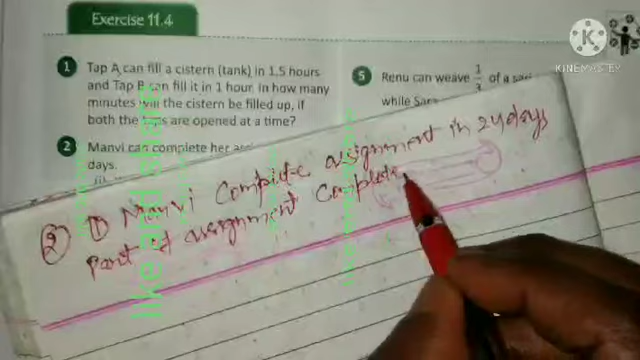 Exercise 11.4
1 Tap A can fill a cistern (tank) in 1.5 hours
and Tap B can fill it in 1 hour. In how many
minutes will the cistern be filled up, if
both the taps are opened at a time?
2 Manvi can complete her
days.
5 Renu can weave 1/3 of a
while
KINEMASTER
② ① Manvi Complete assignment in 24 days
Part of assignment Complete
like and share